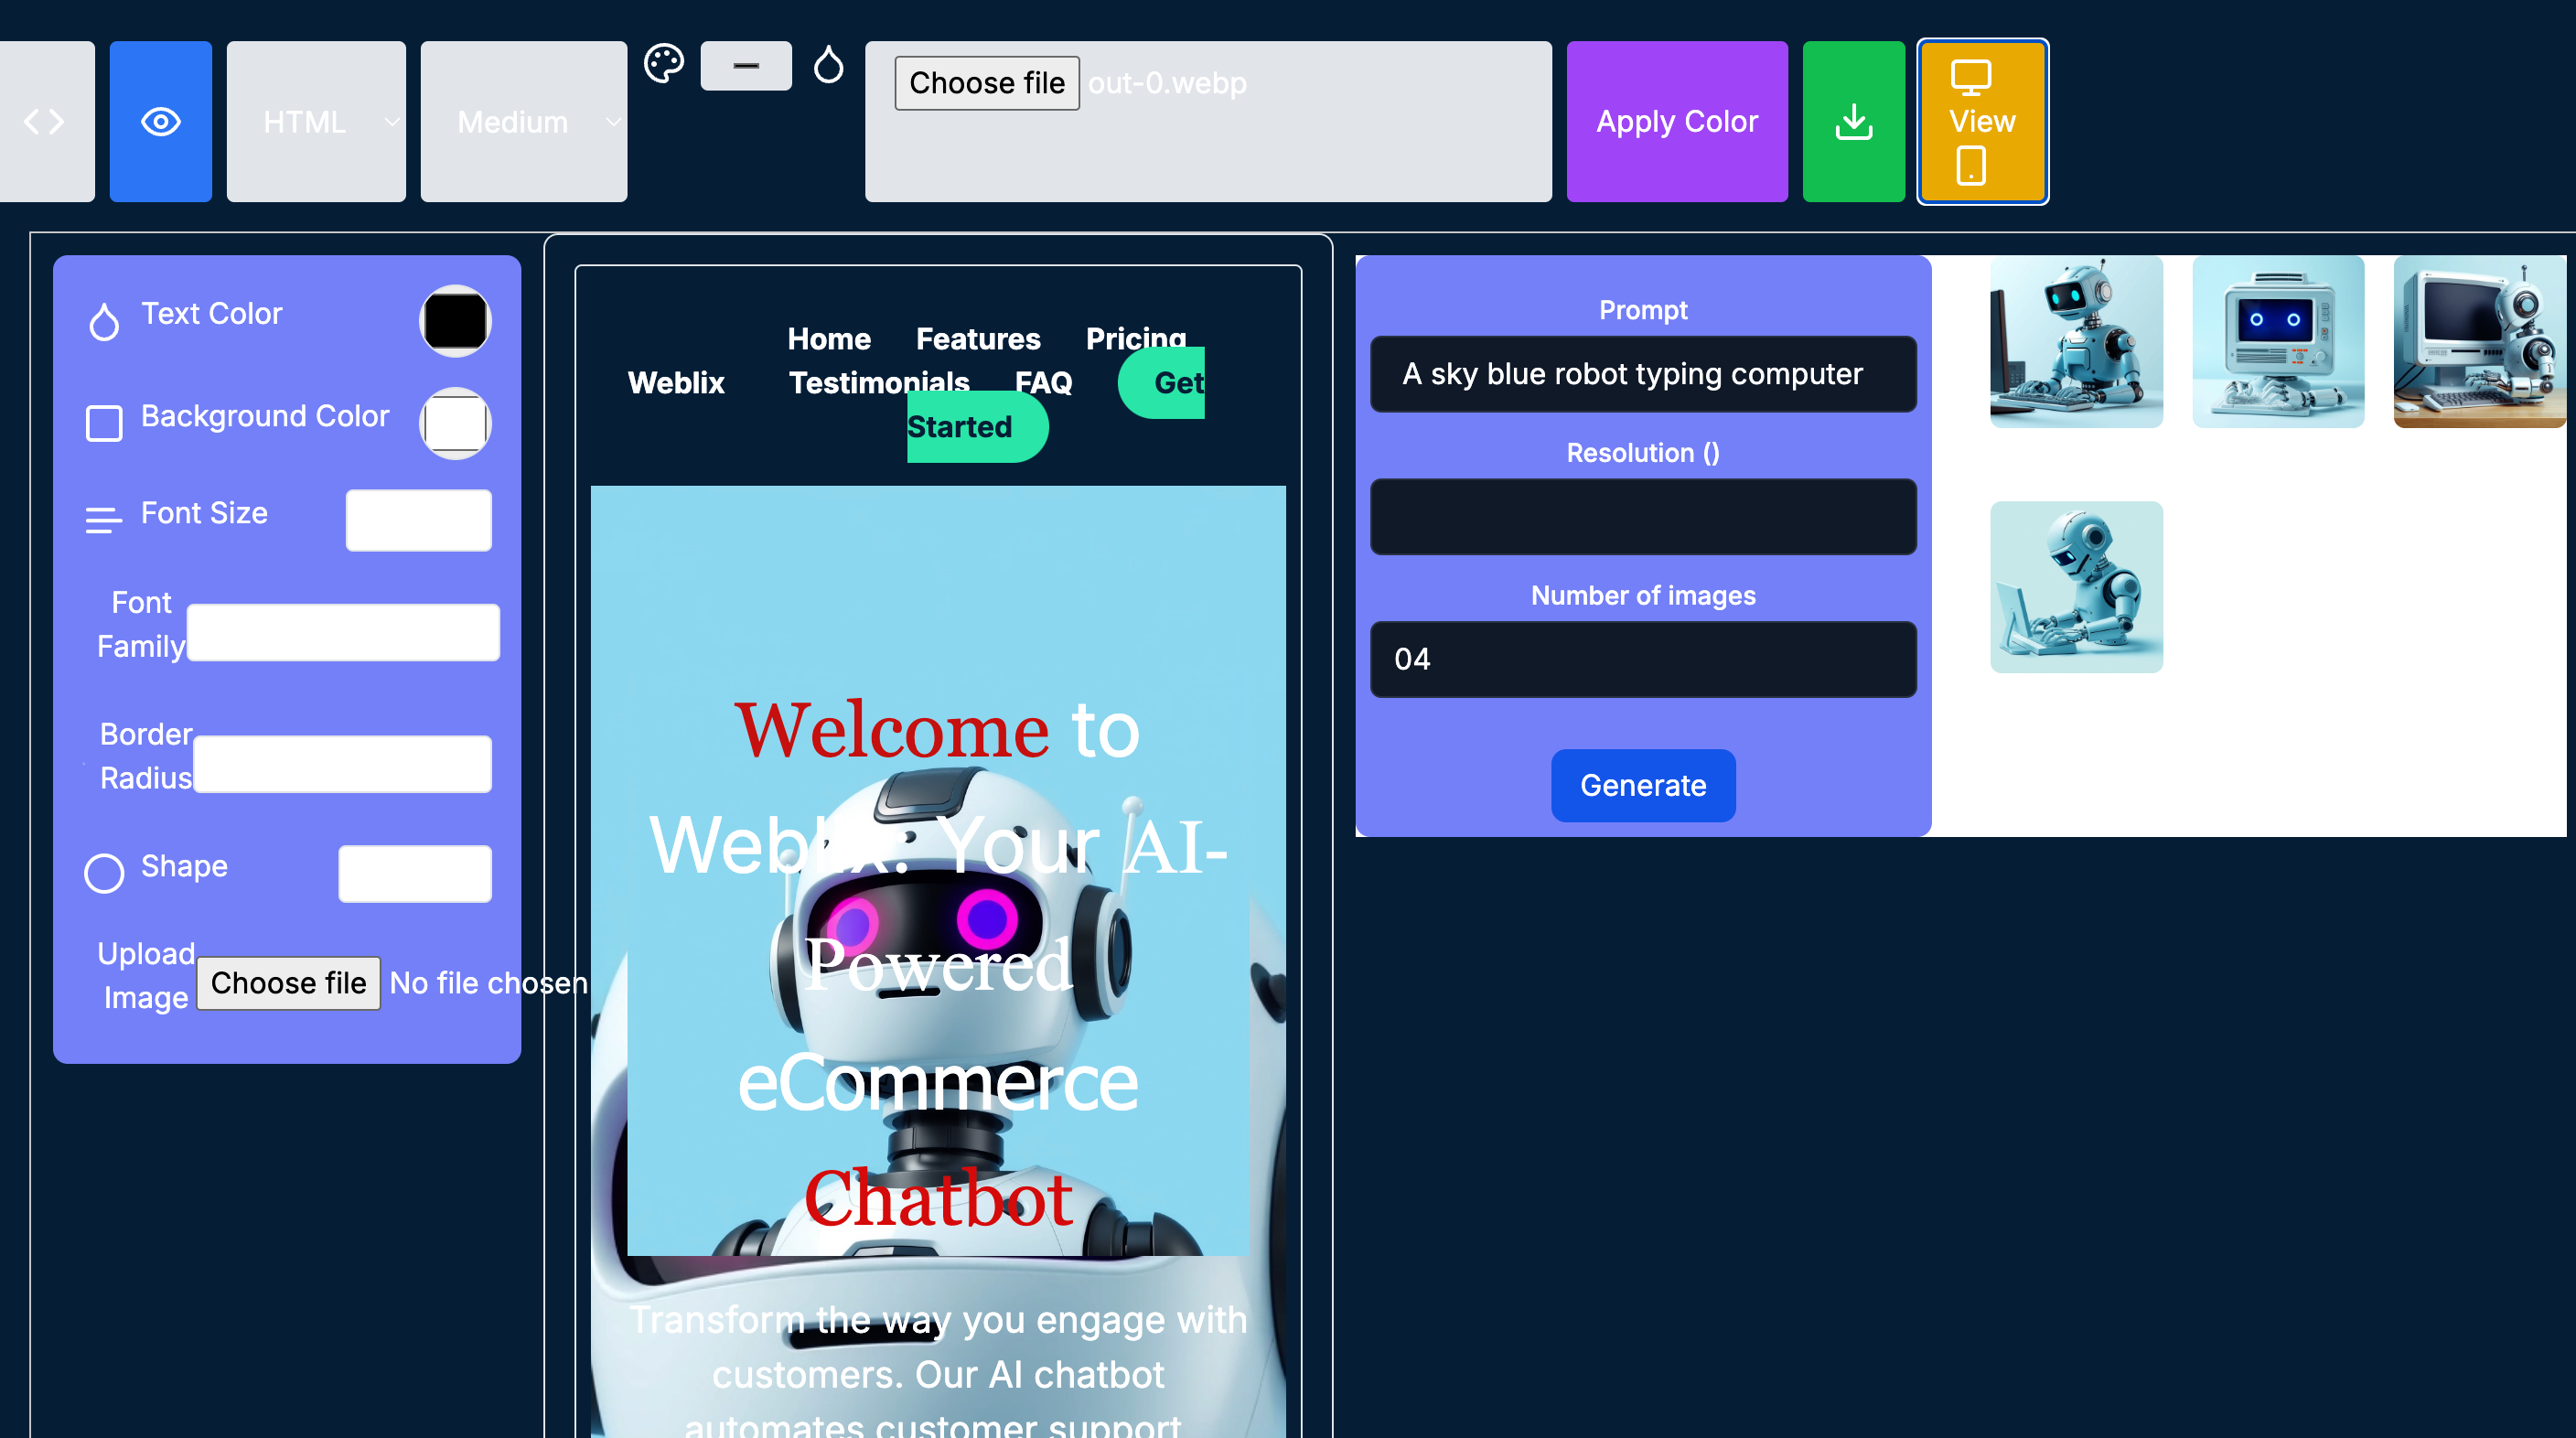 HTML
Medium
Choose file out-0.webp
Apply Color
View
Text Color
Background Color
Font Size
Font
Family
Border
Radius
Shape
Upload
Image
Choose file No file chosen
Home Features Pricing
Weblix Testimonials FAQ Get
Started
Welcome to
Weblix: Your AI-
Powered
eCommerce
Chatbot
Transform the way you engage with
customers. Our AI chatbot
automates customer support
Prompt
A sky blue robot typing computer
Resolution ()
Number of images
04
Generate